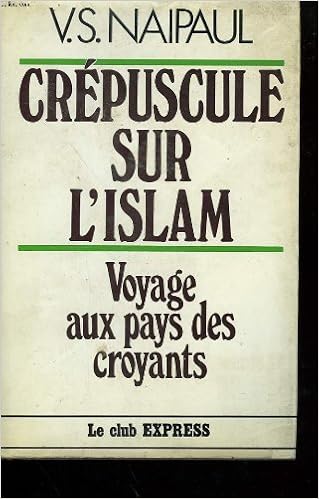 V.S. NAIPAUL
CRÉPUSCULE
SUR
L'ISLAM
Voyage
aux pays des
croyants
Le club EXPRESS